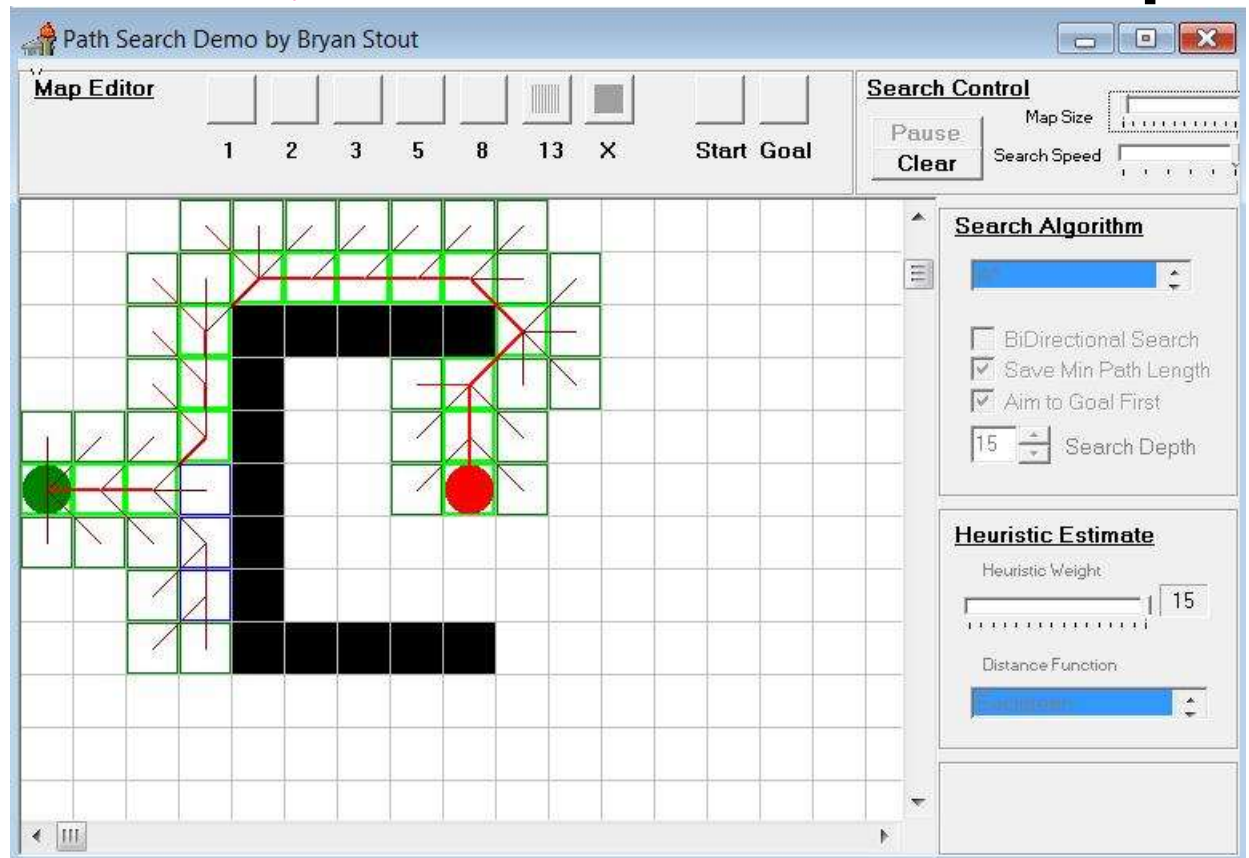 Path Search Demo by Bryan Stout
Map Editor
1 2 3 5 8 13 X Start Goal
Search Control
Map Size
Pause
Clear
Search Speed
Search Algorithm
A*
BiDirectional Search
Save Min Path Length
Aim to Goal First
15 Search Depth
Heuristic Estimate
Heuristic Weight
15
Distance Function